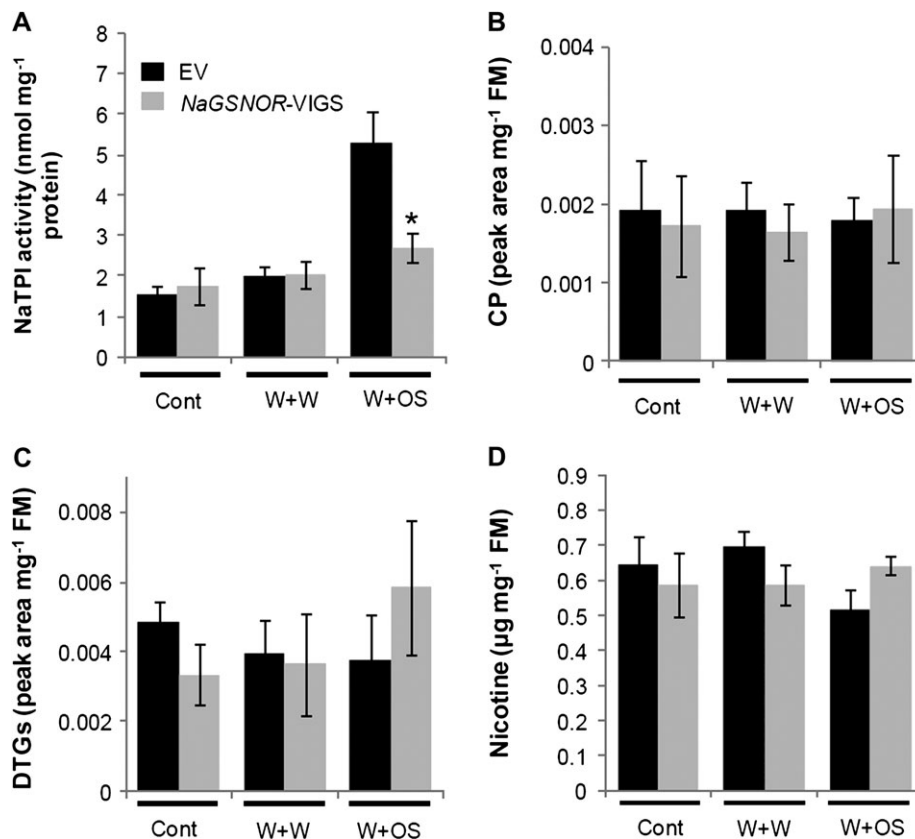 A
NaTPI activity (nmol mg⁻¹
protein)
8
7
6
5
4
3
2
1
0
EV
NaGSNOR-VIGS
*
Cont
W+W
W+OS
B
CP (peak area mg⁻¹ FM)
0.004
0.003
0.002
0.001
0
Cont
W+W
W+OS
C
DTGs (peak area mg⁻¹ FM)
0.008
0.006
0.004
0.002
0
Cont
W+W
W+OS
D
Nicotine (µg mg⁻¹ FM)
0.9
0.8
0.7
0.6
0.5
0.4
0.3
0.2
0.1
0
Cont
W+W
W+OS